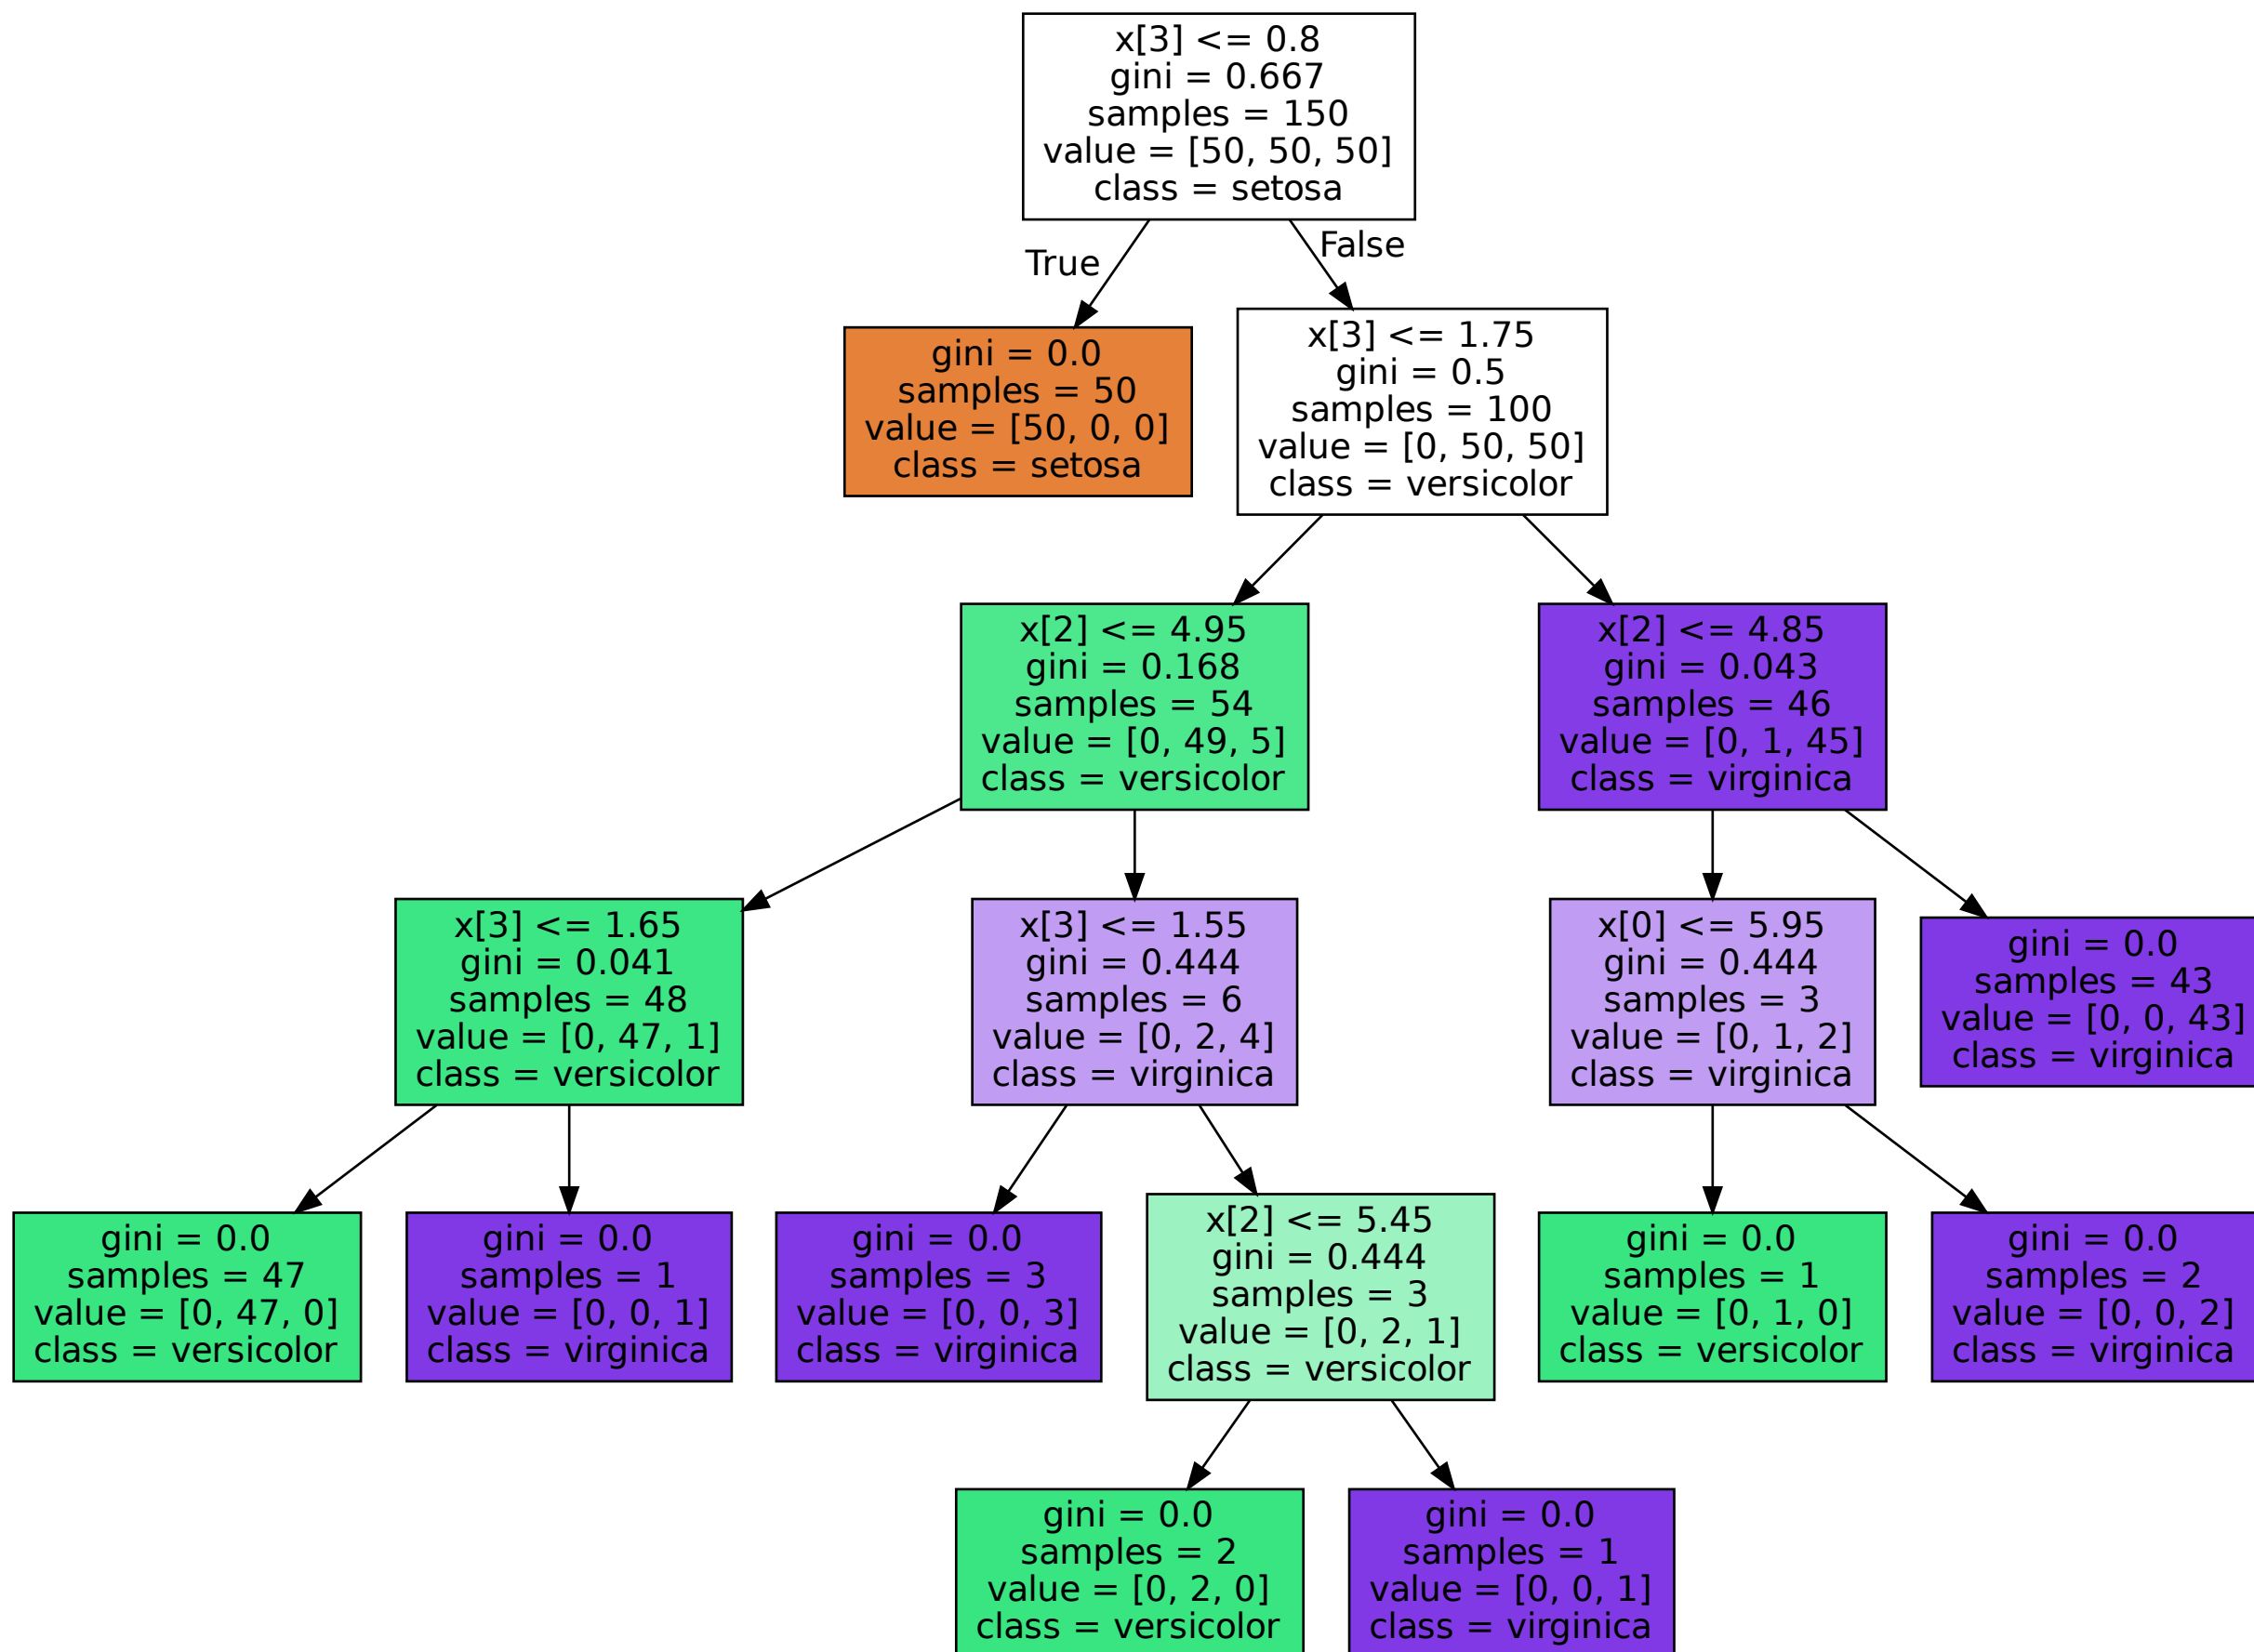 x[3] <= 0.8
gini = 0.667
samples = 150
value = [50, 50, 50]
class = setosa
True
False
gini = 0.0
samples = 50
value = [50, 0, 0]
class = setosa
x[3] <= 1.75
gini = 0.5
samples = 100
value = [0, 50, 50]
class = versicolor
x[2] <= 4.95
gini = 0.168
samples = 54
value = [0, 49, 5]
class = versicolor
x[2] <= 4.85
gini = 0.043
samples = 46
value = [0, 1, 45]
class = virginica
x[3] <= 1.65
gini = 0.041
samples = 48
value = [0, 47, 1]
class = versicolor
x[3] <= 1.55
gini = 0.444
samples = 6
value = [0, 2, 4]
class = virginica
x[0] <= 5.95
gini = 0.444
samples = 3
value = [0, 1, 2]
class = virginica
gini = 0.0
samples = 43
value = [0, 0, 43]
class = virginica
gini = 0.0
samples = 47
value = [0, 47, 0]
class = versicolor
gini = 0.0
samples = 1
value = [0, 0, 1]
class = virginica
gini = 0.0
samples = 3
value = [0, 0, 3]
class = virginica
x[2] <= 5.45
gini = 0.444
samples = 3
value = [0, 2, 1]
class = versicolor
gini = 0.0
samples = 1
value = [0, 1, 0]
class = versicolor
gini = 0.0
samples = 2
value = [0, 0, 2]
class = virginica
gini = 0.0
samples = 2
value = [0, 2, 0]
class = versicolor
gini = 0.0
samples = 1
value = [0, 0, 1]
class = virginica